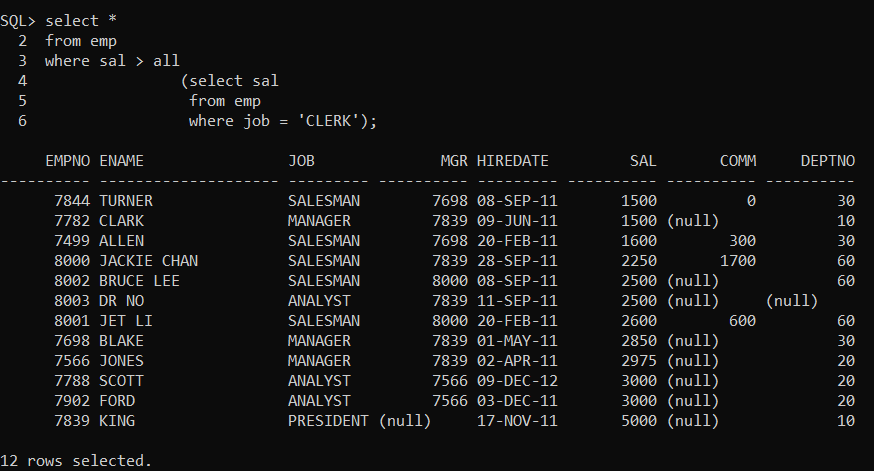 SQL> select *
  2  from emp
  3  where sal > all
  4                 (select sal
  5                  from emp
  6                  where job = 'CLERK');

     EMPNO ENAME                JOB              MGR HIREDATE         SAL       COMM     DEPTNO
---------- -------------------- --------- ---------- --------- ---------- ---------- ----------
      7844 TURNER               SALESMAN        7698 08-SEP-11       1500          0         30
      7782 CLARK                MANAGER         7839 09-JUN-11       1500 (null)             10
      7499 ALLEN                SALESMAN        7698 20-FEB-11       1600        300         30
      8000 JACKIE CHAN          SALESMAN        7839 28-SEP-11       2250       1700         60
      8002 BRUCE LEE            SALESMAN        8000 08-SEP-11       2500 (null)             60
      8003 DR NO                ANALYST         7839 11-SEP-11       2500 (null)     (null)
      8001 JET LI               SALESMAN        8000 20-FEB-11       2600        600         60
      7698 BLAKE                MANAGER         7839 01-MAY-11       2850 (null)             30
      7566 JONES                MANAGER         7839 02-APR-11       2975 (null)             20
      7788 SCOTT                ANALYST         7566 09-DEC-12       3000 (null)             20
      7902 FORD                 ANALYST         7566 03-DEC-11       3000 (null)             20
      7839 KING                 PRESIDENT (null)     17-NOV-11       5000 (null)             10

12 rows selected.